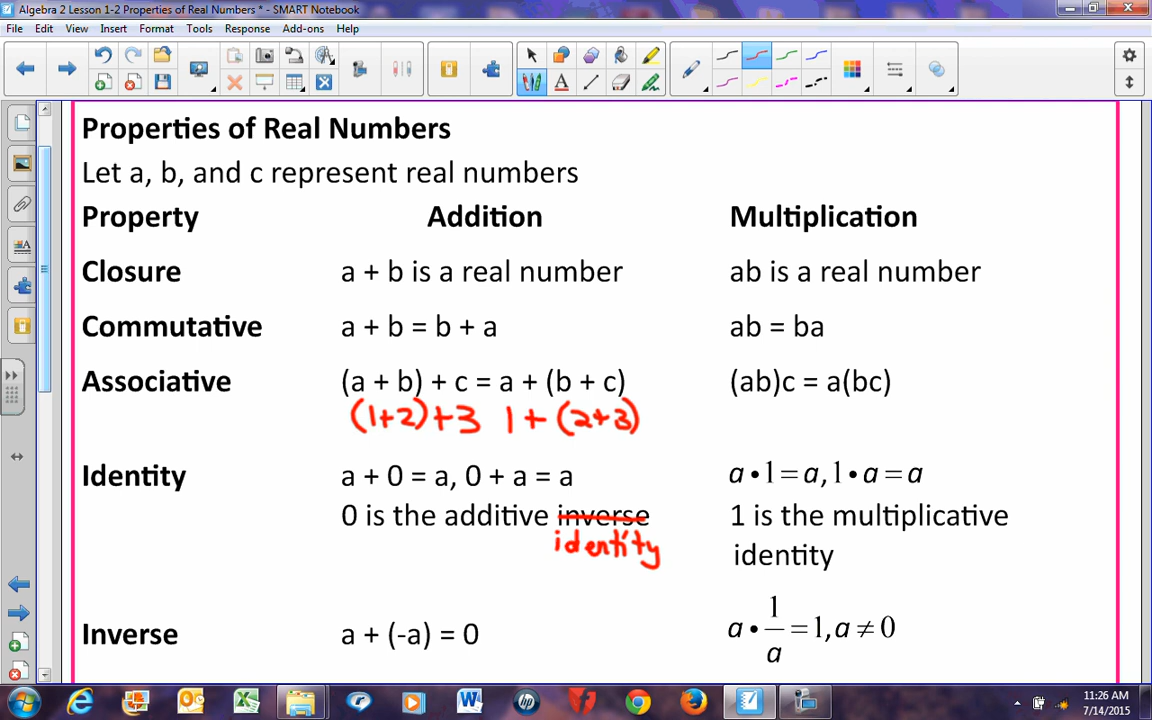 Algebra 2 Lesson 1-2 Properties of Real Numbers * - SMART Notebook
File Edit View Insert Format Tools Response Add-ons Help
Properties of Real Numbers
Let a, b, and c represent real numbers
Property Addition Multiplication
Closure a + b is a real number ab is a real number
Commutative a + b = b + a ab = ba
Associative (a + b) + c = a + (b + c) (ab)c = a(bc)
(1+2)+3 1+(2+3)
Identity a + 0 = a, 0 + a = a a • 1 = a, 1 • a = a
0 is the additive inverse 1 is the multiplicative
identity identity
Inverse a + (-a) = 0 a • 1/a = 1, a ≠ 0
11:26 AM
7/14/2015